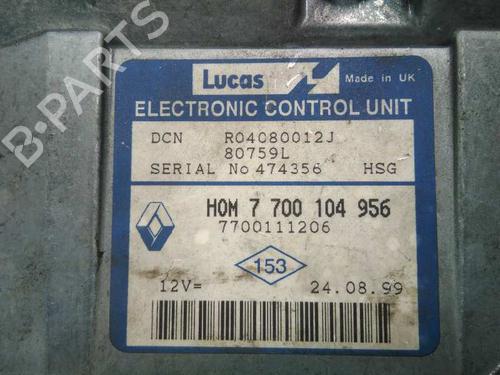 Lucas
Made in UK
ELECTRONIC CONTROL UNIT
DCN R04080012J
80759L
SERIAL No 474356 HSG
HOM 7 700 104 956
7700111206
153
12V= 24.08.99
B-PARTS